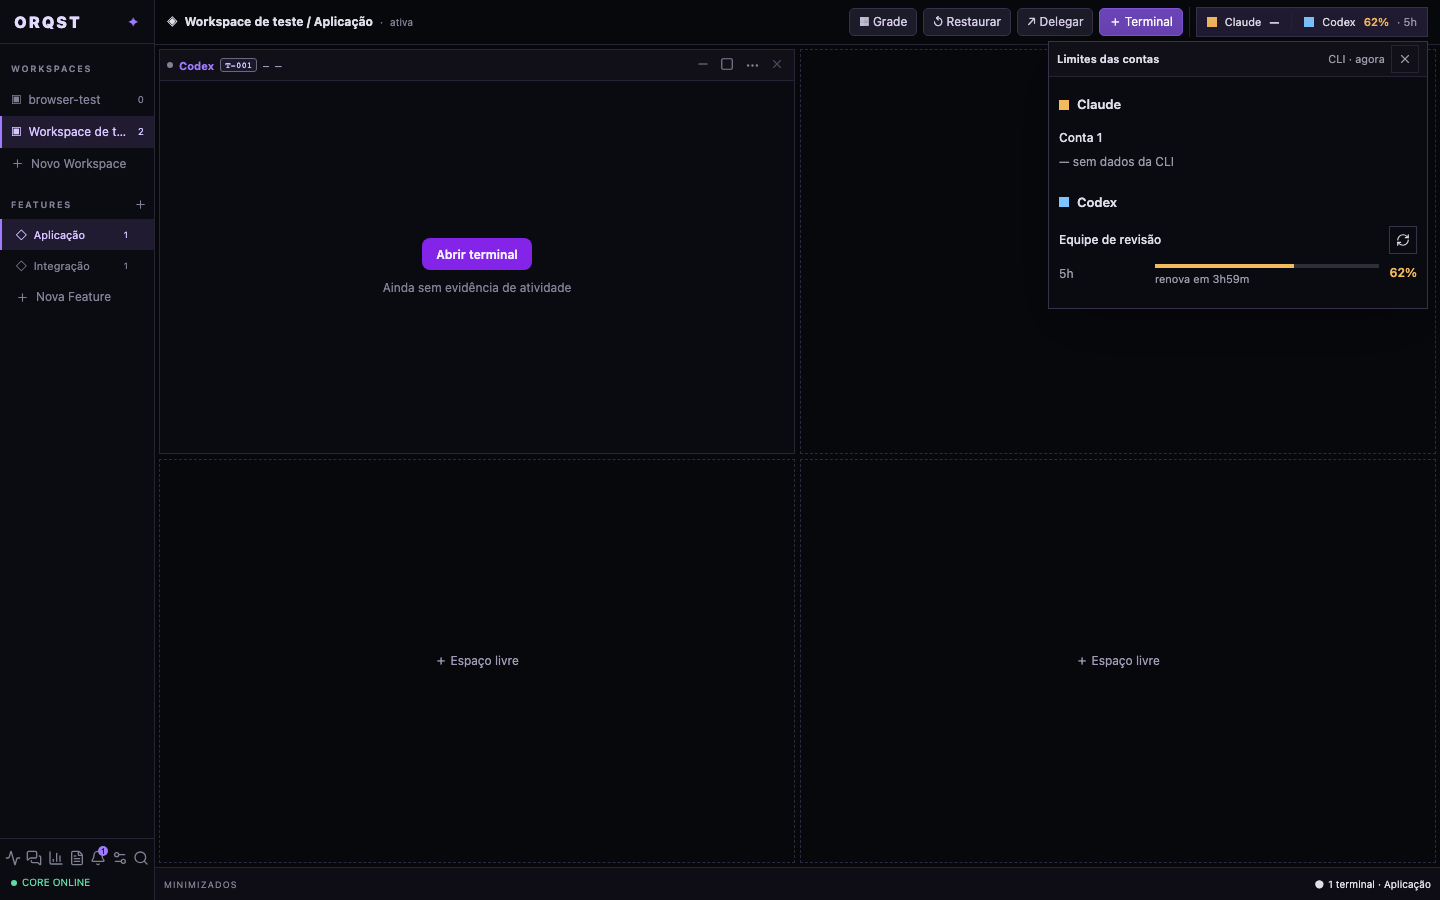 ORQST
WORKSPACES
browser-test 0
Workspace de t... 2
+ Novo Workspace
FEATURES +
Aplicação 1
Integração 1
+ Nova Feature
1
CORE ONLINE
Workspace de teste / Aplicação · ativa
Grade
Restaurar
Delegar
+ Terminal
Claude —
Codex 62% · 5h
Codex T-001 — —
Abrir terminal
Ainda sem evidência de atividade
Limites das contas CLI · agora
Claude
Conta 1
— sem dados da CLI
Codex
Equipe de revisão
5h 62%
renova em 3h59m
+ Espaço livre
+ Espaço livre
MINIMIZADOS
1 terminal · Aplicação